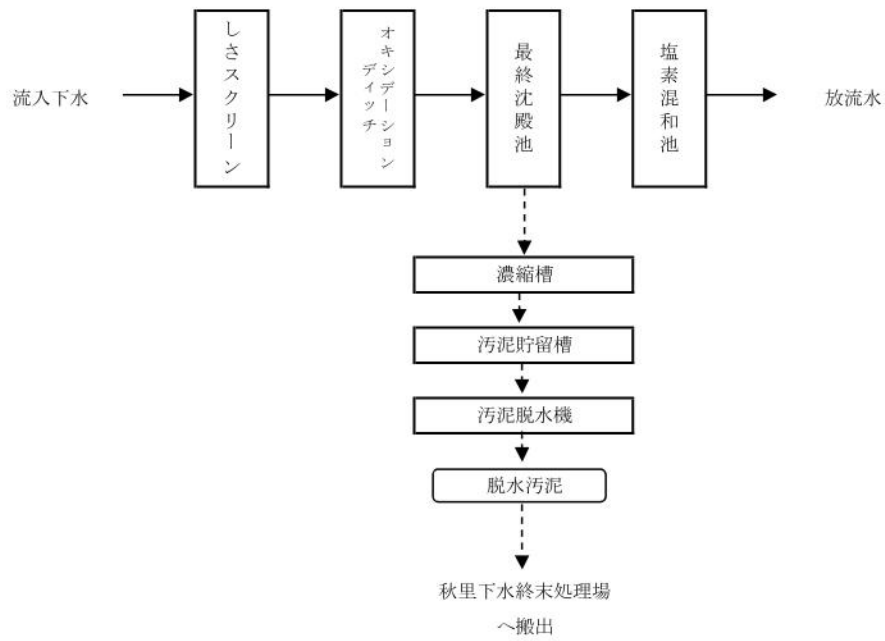 流入下水
しさスクリーン
オキシデーション
ディッチ
最終沈殿池
塩素混和池
放流水
濃縮槽
汚泥貯留槽
汚泥脱水機
脱水汚泥
秋里下水終末処理場
へ搬出